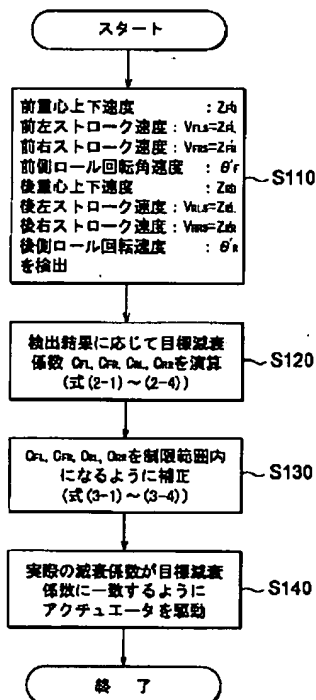 スタート
前重心上下速度 :
前左ストローク速度 : VFLS=
前右ストローク速度 : VFRS=
前側ロール回転角速度 : θ'F
後重心上下速度 :
後左ストローク速度 : VRLS=
後右ストローク速度 : VRRS=
後側ロール回転速度 : θ'R
を検出
S110
検出結果に応じて目標減衰
係数 CFL, CFR, CRL, CRRを演算
(式(2-1)～(2-4))
S120
CFL, CFR, CRL, CRRを制限範囲内
になるように補正
(式(3-1)～(3-4))
S130
実際の減衰係数が目標減衰
係数に一致するように
アクチュエータを駆動
S140
終 了